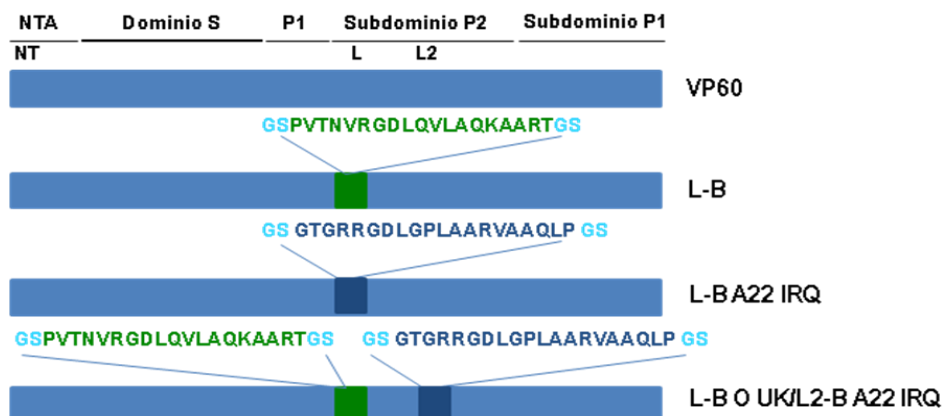 NTA Dominio S P1 Subdominio P2 Subdominio P1
NT L L2
VP60
GSPVTNVRGDLQVLAQKAARTGS
L-B
GS GTGRRGDLGPLAARVAAQLP GS
L-B A22 IRQ
GSPVTNVRGDLQVLAQKAARTGS GS GTGRRGDLGPLAARVAAQLP GS
L-B O UK/L2-B A22 IRQ